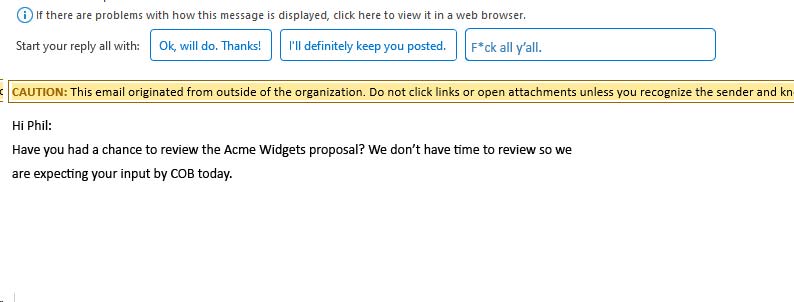 If there are problems with how this message is displayed, click here to view it in a web browser.
Start your reply all with: Ok, will do. Thanks! I'll definitely keep you posted. F*ck all y’all.
CAUTION: This email originated from outside of the organization. Do not click links or open attachments unless you recognize the sender and kn
Hi Phil:
Have you had a chance to review the Acme Widgets proposal? We don’t have time to review so we
are expecting your input by COB today.